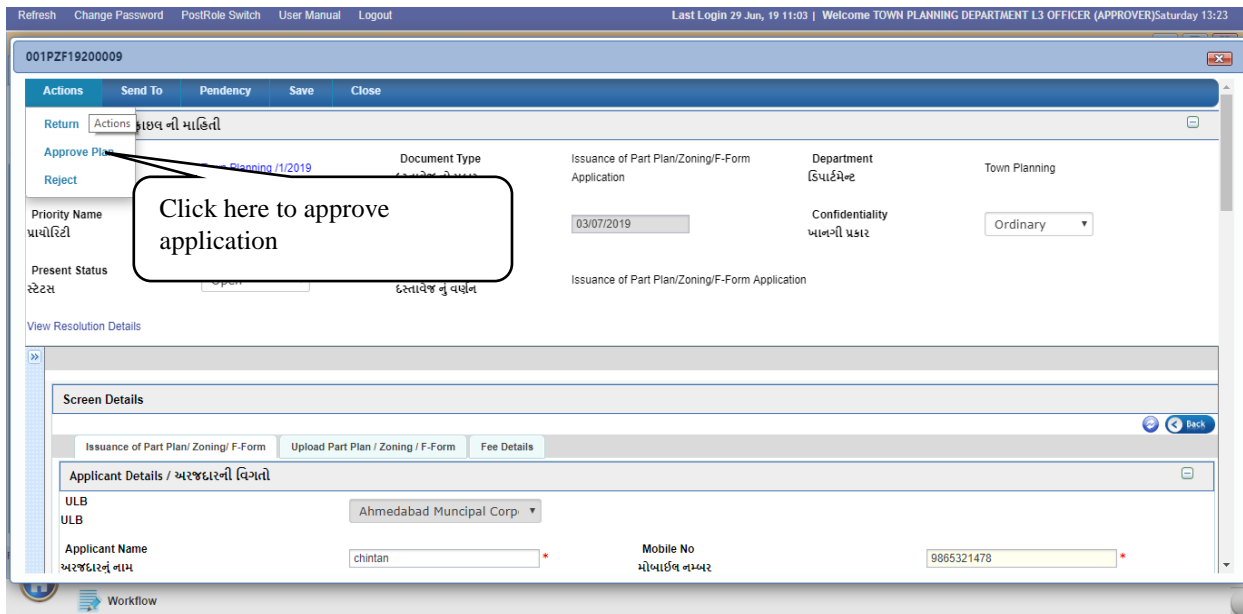 Refresh Change Password PostRole Switch User Manual Logout Last Login 29 Jun, 19 11:03 | Welcome TOWN PLANNING DEPARTMENT L3 OFFICER (APPROVER)Saturday 13:23
001PZF19200009
Actions Send To Pendency Save Close
Return Actions ફાઇલ ની માહિતી
Approve Plan
Reject
Town Planning /1/2019 Document Type Issuance of Part Plan/Zoning/F-Form Application Department Town Planning
ડિપાર્ટમેન્ટ
Click here to approve
application
Priority Name 03/07/2019 Confidentiality Ordinary
પ્રાયોરિટી ખાનગી પ્રકાર
Present Status Issuance of Part Plan/Zoning/F-Form Application
સ્ટેટસ દસ્તાવેજ નું વર્ણન
View Resolution Details
Screen Details
Back
Issuance of Part Plan/ Zoning/ F-Form Upload Part Plan / Zoning / F-Form Fee Details
Applicant Details / અરજદારની વિગતો
ULB Ahmedabad Muncipal Corp
ULB
Applicant Name chintan * Mobile No 9865321478 *
અરજદારનું નામ મોબાઈલ નમ્બર
Workflow